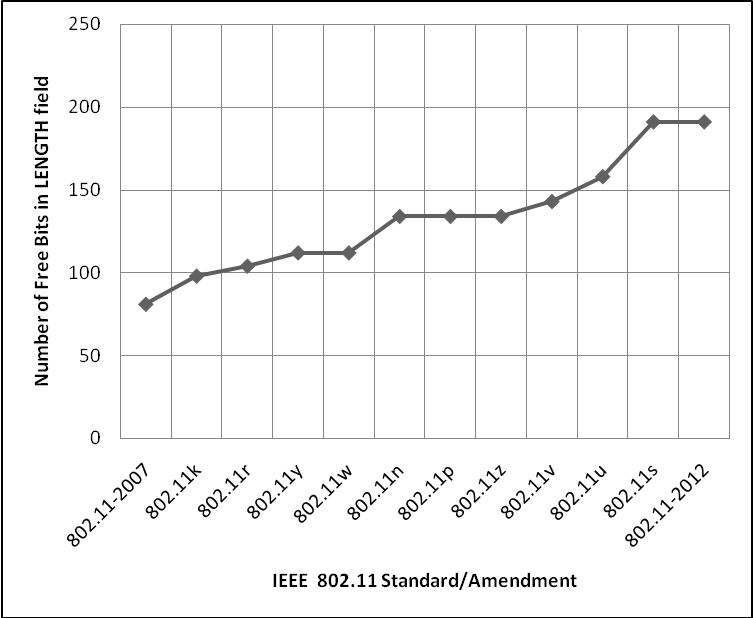 250
200
150
100
50
0
Number of Free Bits in LENGTH field
802.11-2007
802.11k
802.11r
802.11y
802.11w
802.11n
802.11p
802.11z
802.11v
802.11u
802.11s
802.11-2012
IEEE 802.11 Standard/Amendment